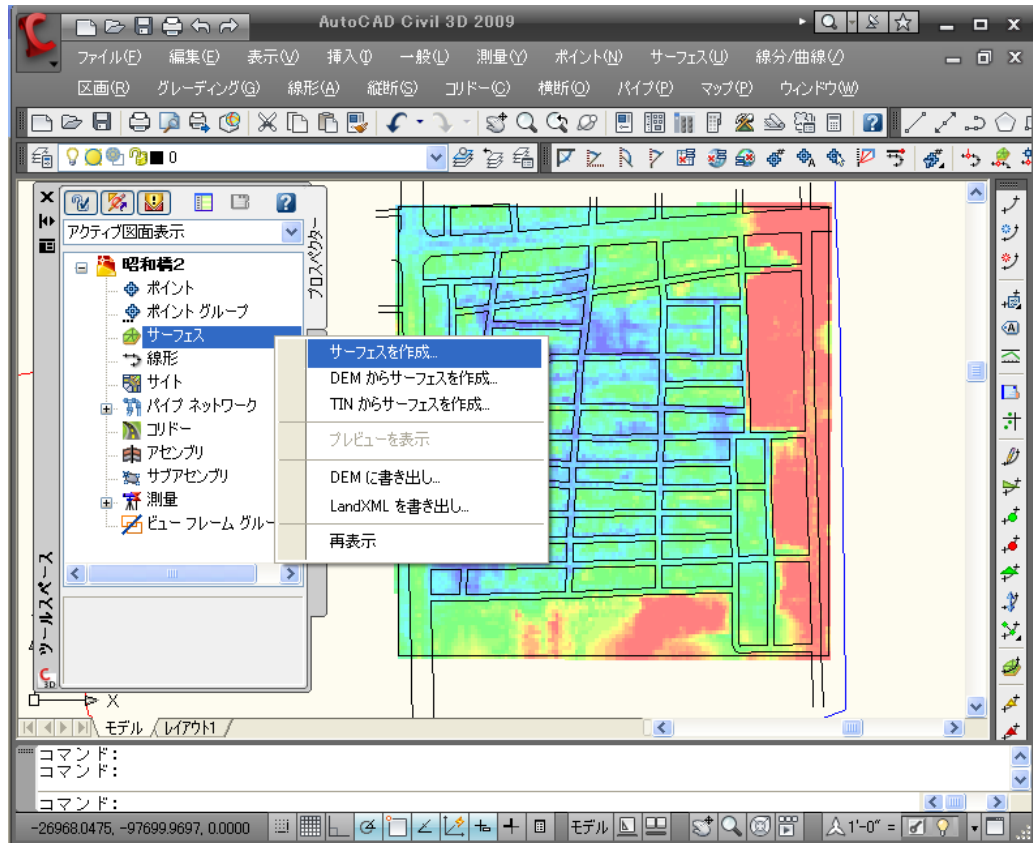 AutoCAD Civil 3D 2009
ファイル(F) 編集(E) 表示(V) 挿入(I) 一般(L) 測量(Y) ポイント(N) サーフェス(U) 線分/曲線(/)
区画(R) グレーディング(G) 線形(A) 縦断(S) コリドー(C) 横断(O) パイプ(P) マップ(P) ウィンドウ(W)
0
アクティブ図面表示
プロスペクター
昭和橋2
ポイント
ポイント グループ
サーフェス
線形
サイト
パイプ ネットワーク
コリドー
アセンブリ
サブアセンブリ
測量
ビュー フレーム グルー
サーフェスを作成...
DEM からサーフェスを作成...
TIN からサーフェスを作成...
プレビューを表示
DEM に書き出し...
LandXML を書き出し...
再表示
ツールスペース
3D
X
モデル レイアウト1
コマンド:
コマンド:
コマンド:
-26968.0475, -97699.9697, 0.0000 モデル 1'-0" =